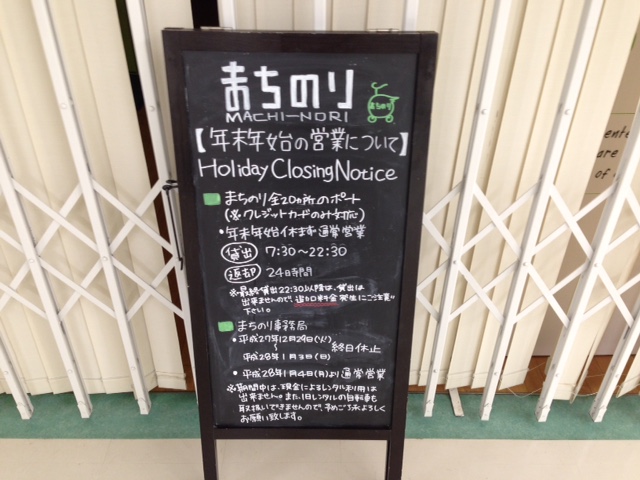 まちのり
MACHI-NORI
まちのり
【年末年始の営業について】
Holiday Closing Notice
まちのり全20ヵ所のポート
(※クレジットカードのみ対応)
・年末年始休まず通常営業
貸出 7:30〜22:30
返却 24時間
※最終貸出22:30以降は、貸出は
出来ませんので、追加料金発生にご注意
下さい。
まちのり事務局
・平成27年12月29日(火)
〜 終日休止
平成28年1月3日(日)
・平成28年1月4日(月)より通常営業
※期間中は、現金によるレンタル利用は
出来ません。また、1日レンタルの自転車も
取扱いできませんので、予めご了承よろしく
お願い致します。
ente
are
of